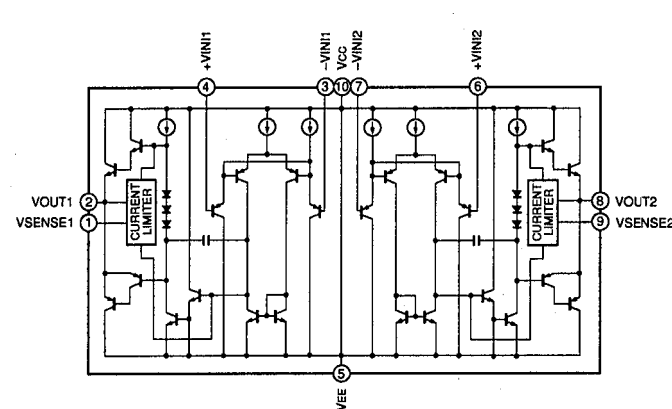 +VINI1
−VINI1
VCC
−VINI2
+VINI2
4
3
10
7
6
VOUT1
2
VSENSE1
1
CURRENT
LIMITER
CURRENT
LIMITER
8
VOUT2
9
VSENSE2
5
VEE